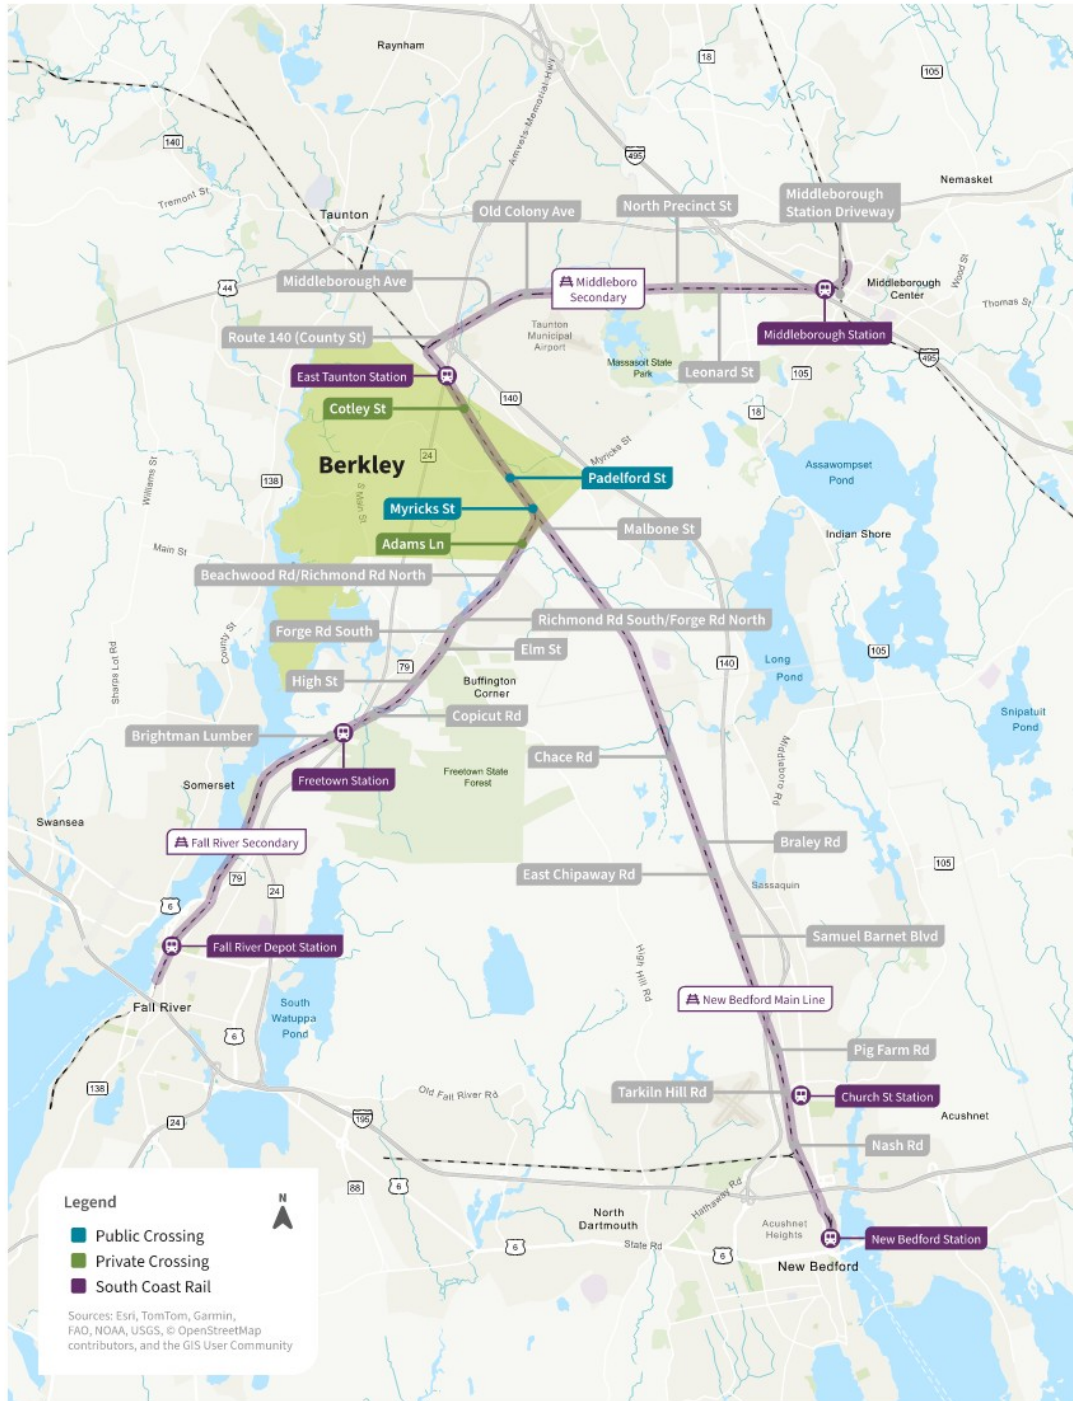 Raynham
18
105
Amvets-Memorial-Hwy
140
495
Tremont St
Taunton
Nemasket
Middleborough
Station Driveway
North Precinct St
Old Colony Ave
Middleborough Ave
44
Middleboro
Secondary
Middleborough
Center
Wood St
Thomas St
Route 140 (County St)
Taunton
Municipal
Airport
Middleborough Station
495
Massasoit State
Park
Leonard St
105
East Taunton Station
Cotley St
140
18
Berkley
24
Myricks St
Assawompset
Pond
138
Williams St
S Main St
Padelford St
Myricks St
Malbone St
Indian Shore
Adams Ln
Main St
Beachwood Rd/Richmond Rd North
Richmond Rd South/Forge Rd North
Forge Rd South
County St
Sharps Lot Rd
Elm St
79
140
Long
Pond
105
High St
Buffington
Corner
Copicut Rd
Snipatuit
Pond
Brightman Lumber
Chace Rd
Middleboro Rd
Freetown Station
Freetown State
Forest
Somerset
Swansea
Fall River Secondary
Braley Rd
105
79
24
East Chipaway Rd
Sassaquin
6
Fall River Depot Station
Samuel Barnet Blvd
High Hill Rd
Fall River
South
Watuppa
Pond
New Bedford Main Line
6
Pig Farm Rd
138
Old Fall River Rd
Tarkiln Hill Rd
Church St Station
Acushnet
24
195
Nash Rd
88
6
Hathaway Rd
North
Dartmouth
Acushnet
Heights
State Rd
6
6
New Bedford Station
New Bedford
Legend
N
Public Crossing
Private Crossing
South Coast Rail
Sources: Esri, TomTom, Garmin,
FAO, NOAA, USGS, © OpenStreetMap
contributors, and the GIS User Community